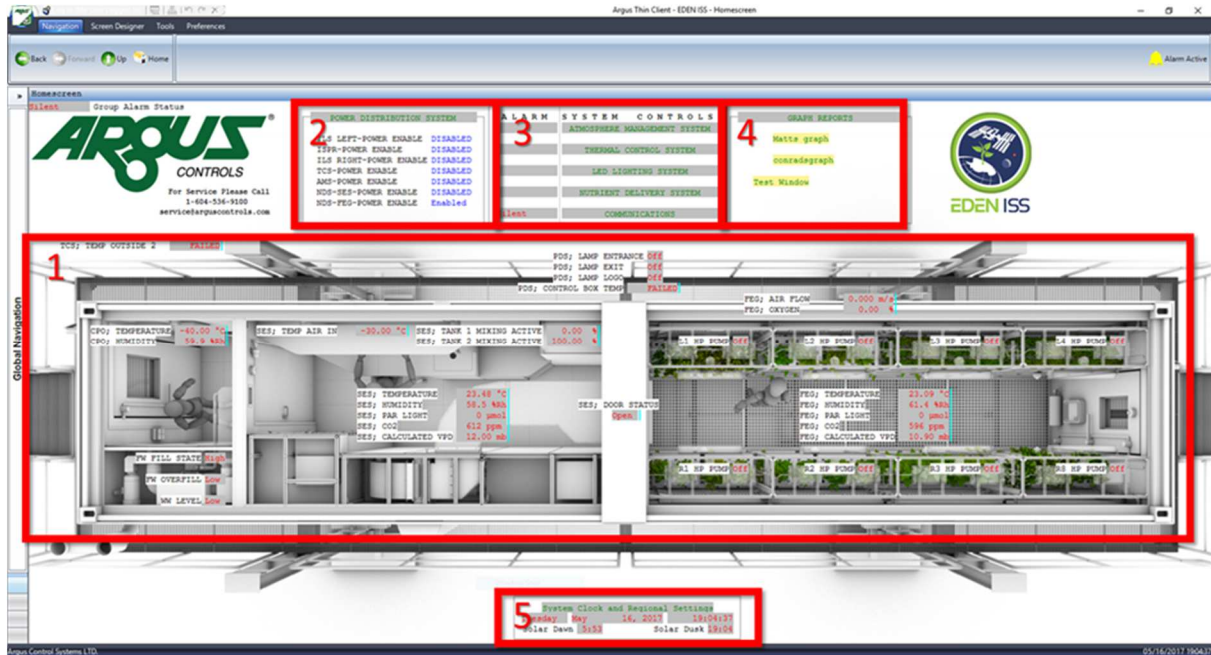 Argus Thin Client - EDEN ISS - Homescreen
Navigation Screen Designer Tools Preferences
Back Forward Up Home
Alarm Active
» Homescreen
Silent Group Alarm Status
ARGUS®
CONTROLS
For Service Please Call
1-604-536-9100
service@arguscontrols.com
2
POWER DISTRIBUTION SYSTEM
LEFT-POWER ENABLE DISABLED
ISPR-POWER ENABLE DISABLED
ILS RIGHT-POWER ENABLE DISABLED
TCS-POWER ENABLE DISABLED
AMS-POWER ENABLE DISABLED
NDS-SES-POWER ENABLE DISABLED
NDS-FEG-POWER ENABLE Enabled
3
ALARM SYSTEM CONTROLS
ATMOSPHERE MANAGEMENT SYSTEM
THERMAL CONTROL SYSTEM
LED LIGHTING SYSTEM
NUTRIENT DELIVERY SYSTEM
Silent COMMUNICATIONS
4
GRAPH REPORTS
Matts graph
conradsgraph
Test Window
EDEN ISS
Global Navigation
1
TCS; TEMP OUTSIDE 2 FAILED
PDS; LAMP ENTRANCE Off
PDS; LAMP EXIT Off
PDS; LAMP LOGO Off
PDS; CONTROL BOX TEMP FAILED
FEG; AIR FLOW 0.000 m/s
FEG; OXYGEN 0.00 %
CPO; TEMPERATURE -40.00 °C
CPO; HUMIDITY 59.9 %Rh
SES; TEMP AIR IN -30.00 °C
SES; TANK 1 MIXING ACTIVE 0.00 %
SES; TANK 2 MIXING ACTIVE 100.00 %
L1 HP PUMP Off
L2 HP PUMP Off
L3 HP PUMP Off
L4 HP PUMP Off
SES; TEMPERATURE 23.48 °C
SES; HUMIDITY 58.5 %Rh
SES; PAR LIGHT 0 µmol
SES; CO2 612 ppm
SES; CALCULATED VPD 12.00 mb
SES; DOOR STATUS
Open
FEG; TEMPERATURE 23.09 °C
FEG; HUMIDITY 61.4 %Rh
FEG; PAR LIGHT 0 µmol
FEG; CO2 596 ppm
FEG; CALCULATED VPD 10.90 mb
FW FILL STATE High
FW OVERFILL Low
WW LEVEL Low
R1 HP PUMP Off
R2 HP PUMP Off
R3 HP PUMP Off
R8 HP PUMP Off
5
System Clock and Regional Settings
Tuesday May 16, 2017 19:04:37
Solar Dawn 5:53 Solar Dusk 19:04
Argus Control Systems LTD.
05/16/2017 19:04:37